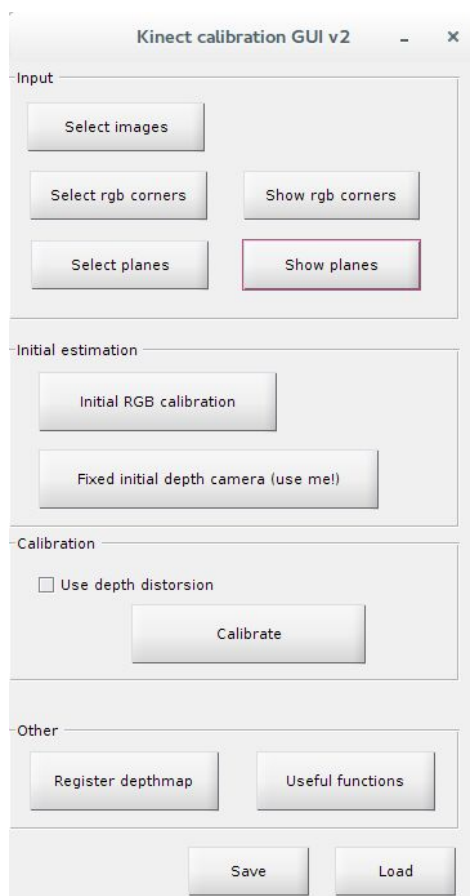 Kinect calibration GUI v2
Input
Select images
Select rgb corners
Show rgb corners
Select planes
Show planes
Initial estimation
Initial RGB calibration
Fixed initial depth camera (use me!)
Calibration
Use depth distorsion
Calibrate
Other
Register depthmap
Useful functions
Save
Load